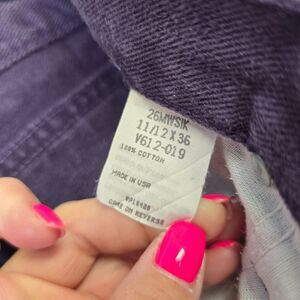 26MWSIK
11/12 X 36
V612-019
100% COTTON
MADE IN USA
CARE ON REVERSE